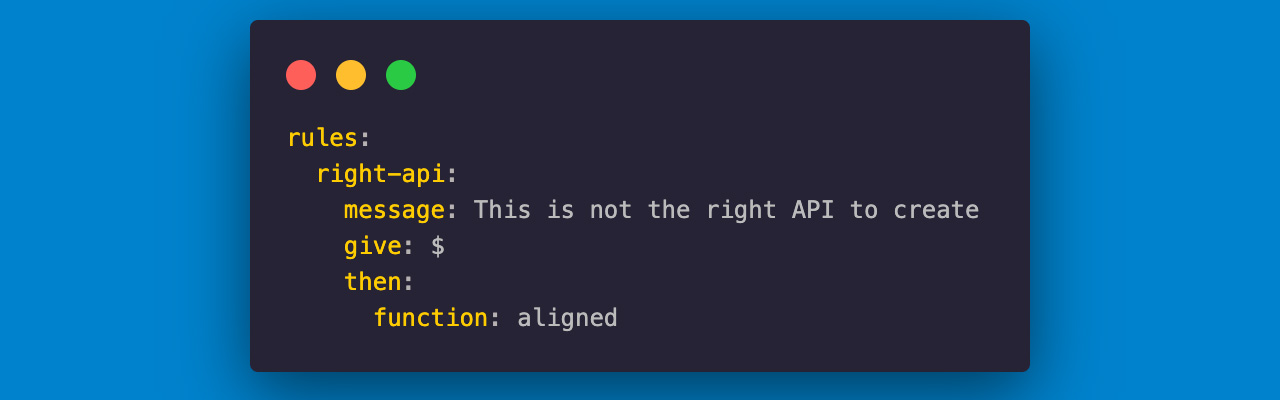 rules:
  right-api:
    message: This is not the right API to create
    give: $
    then:
      function: aligned